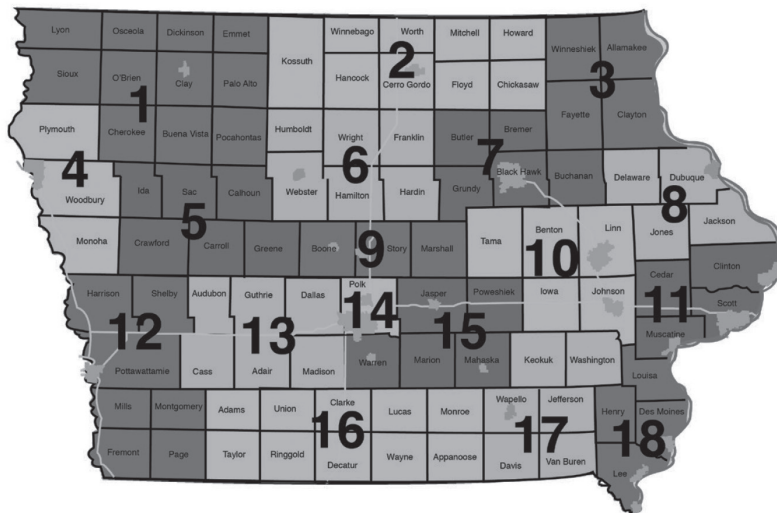 Lyon Osceola Dickinson Emmet Winnebago Worth Mitchell Howard
Kossuth Winneshiek Allamakee
2 3
Sioux O'Brien Clay Palo Alto Hancock Cerro Gordo Floyd Chickasaw
1
Plymouth Cherokee Buena Vista Pocahontas Humboldt Wright Franklin Butler Bremer Fayette Clayton
4 6 7
Woodbury Ida Sac Calhoun Webster Hamilton Hardin Grundy Black Hawk Buchanan Delaware Dubuque
5 8
Monoha Crawford Carroll Greene Boone Story Marshall Tama Benton Linn Jones Jackson
9 10
Harrison Shelby Audubon Guthrie Dallas Polk Jasper Poweshiek Iowa Johnson Cedar Clinton
Scott
12 13 14 15 11
Muscatine
Pottawattamie Cass Adair Madison Warren Marion Mahaska Keokuk Washington
Louisa
Mills Montgomery Adams Union Clarke Lucas Monroe Wapello Jefferson Henry Des Moines
16 17 18
Fremont Page Taylor Ringgold Decatur Wayne Appanoose Davis Van Buren Lee